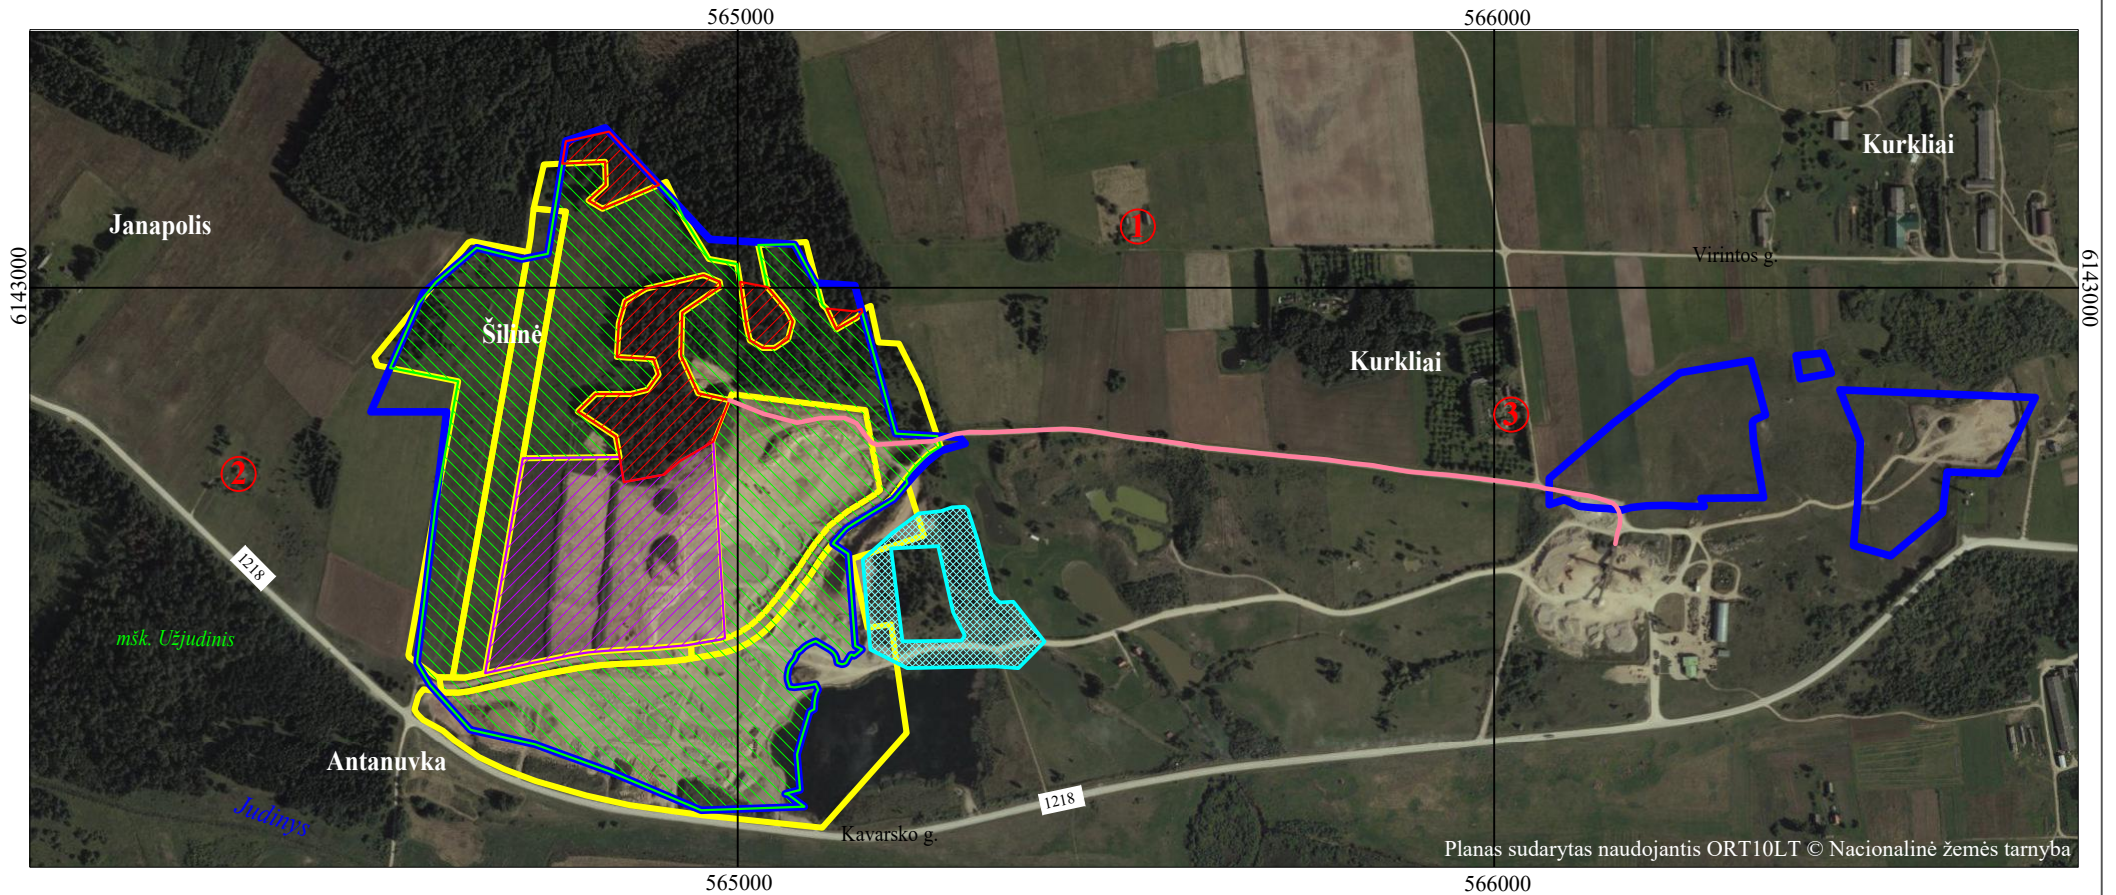 565000
566000
Kurkliai
Janapolis
1
Virintos g.
6143000
6143000
Šilinė
Kurkliai
3
2
1218
mšk. Užjudinis
Antanuvka
Judinys
1218
Kavarsko g.
Planas sudarytas naudojantis ORT10LT © Nacionalinė žemės tarnyba
565000
566000